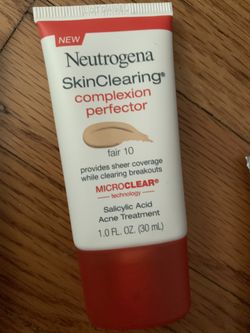 NEW
Neutrogena
SkinClearing®
complexion
perfector
fair 10
provides sheer coverage
while clearing breakouts
MICROCLEAR®
technology
Salicylic Acid
Acne Treatment
1.0 FL. OZ. (30 mL)